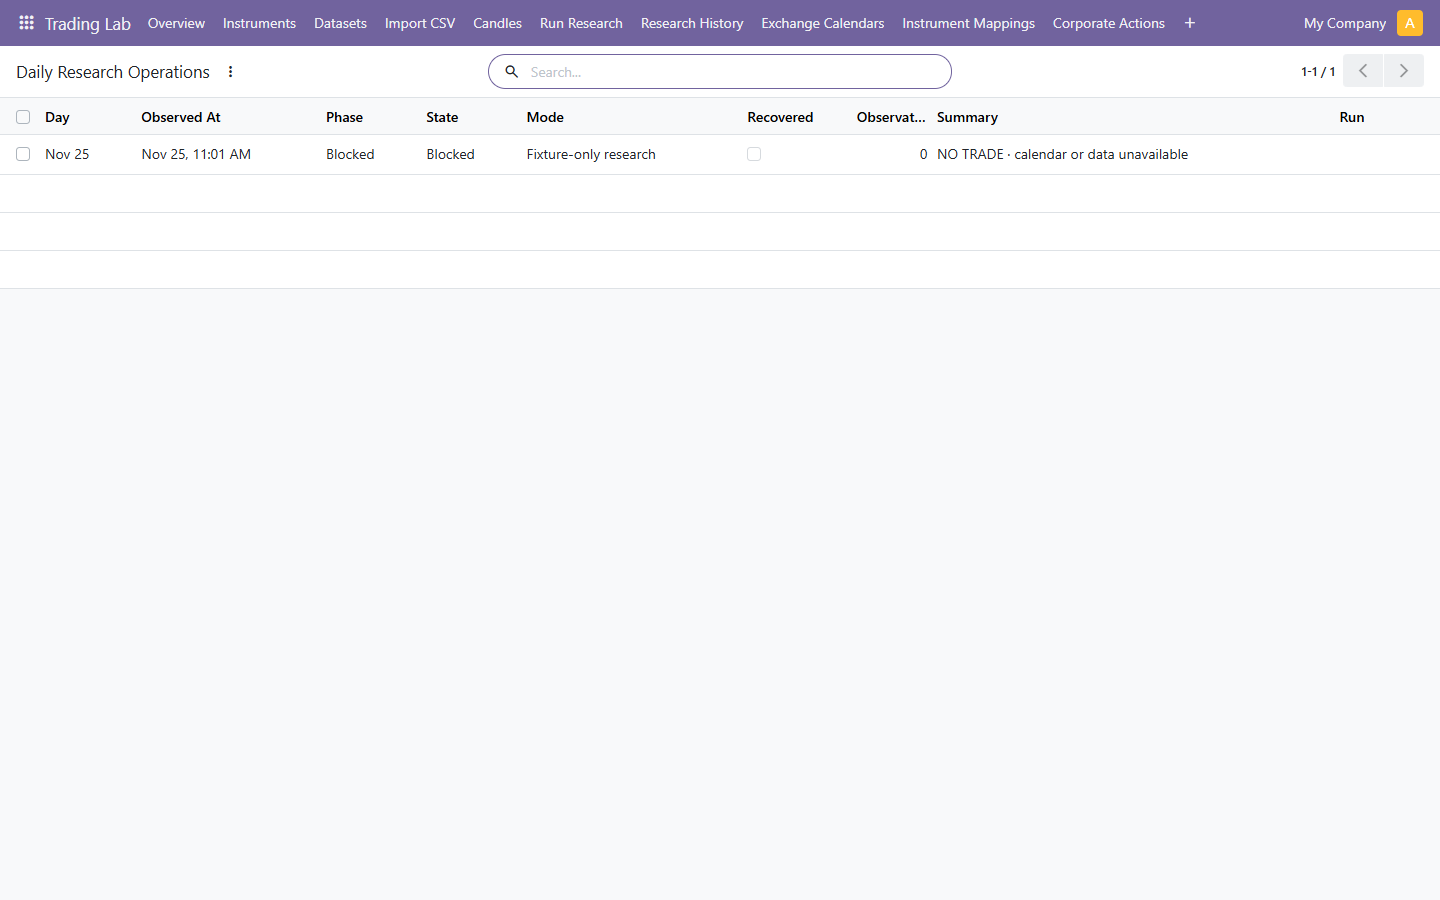 Trading Lab Overview Instruments Datasets Import CSV Candles Run Research Research History Exchange Calendars Instrument Mappings Corporate Actions + My Company A
Daily Research Operations Search... 1-1 / 1
Day Observed At Phase State Mode Recovered Observat... Summary Run
Nov 25 Nov 25, 11:01 AM Blocked Blocked Fixture-only research 0 NO TRADE · calendar or data unavailable